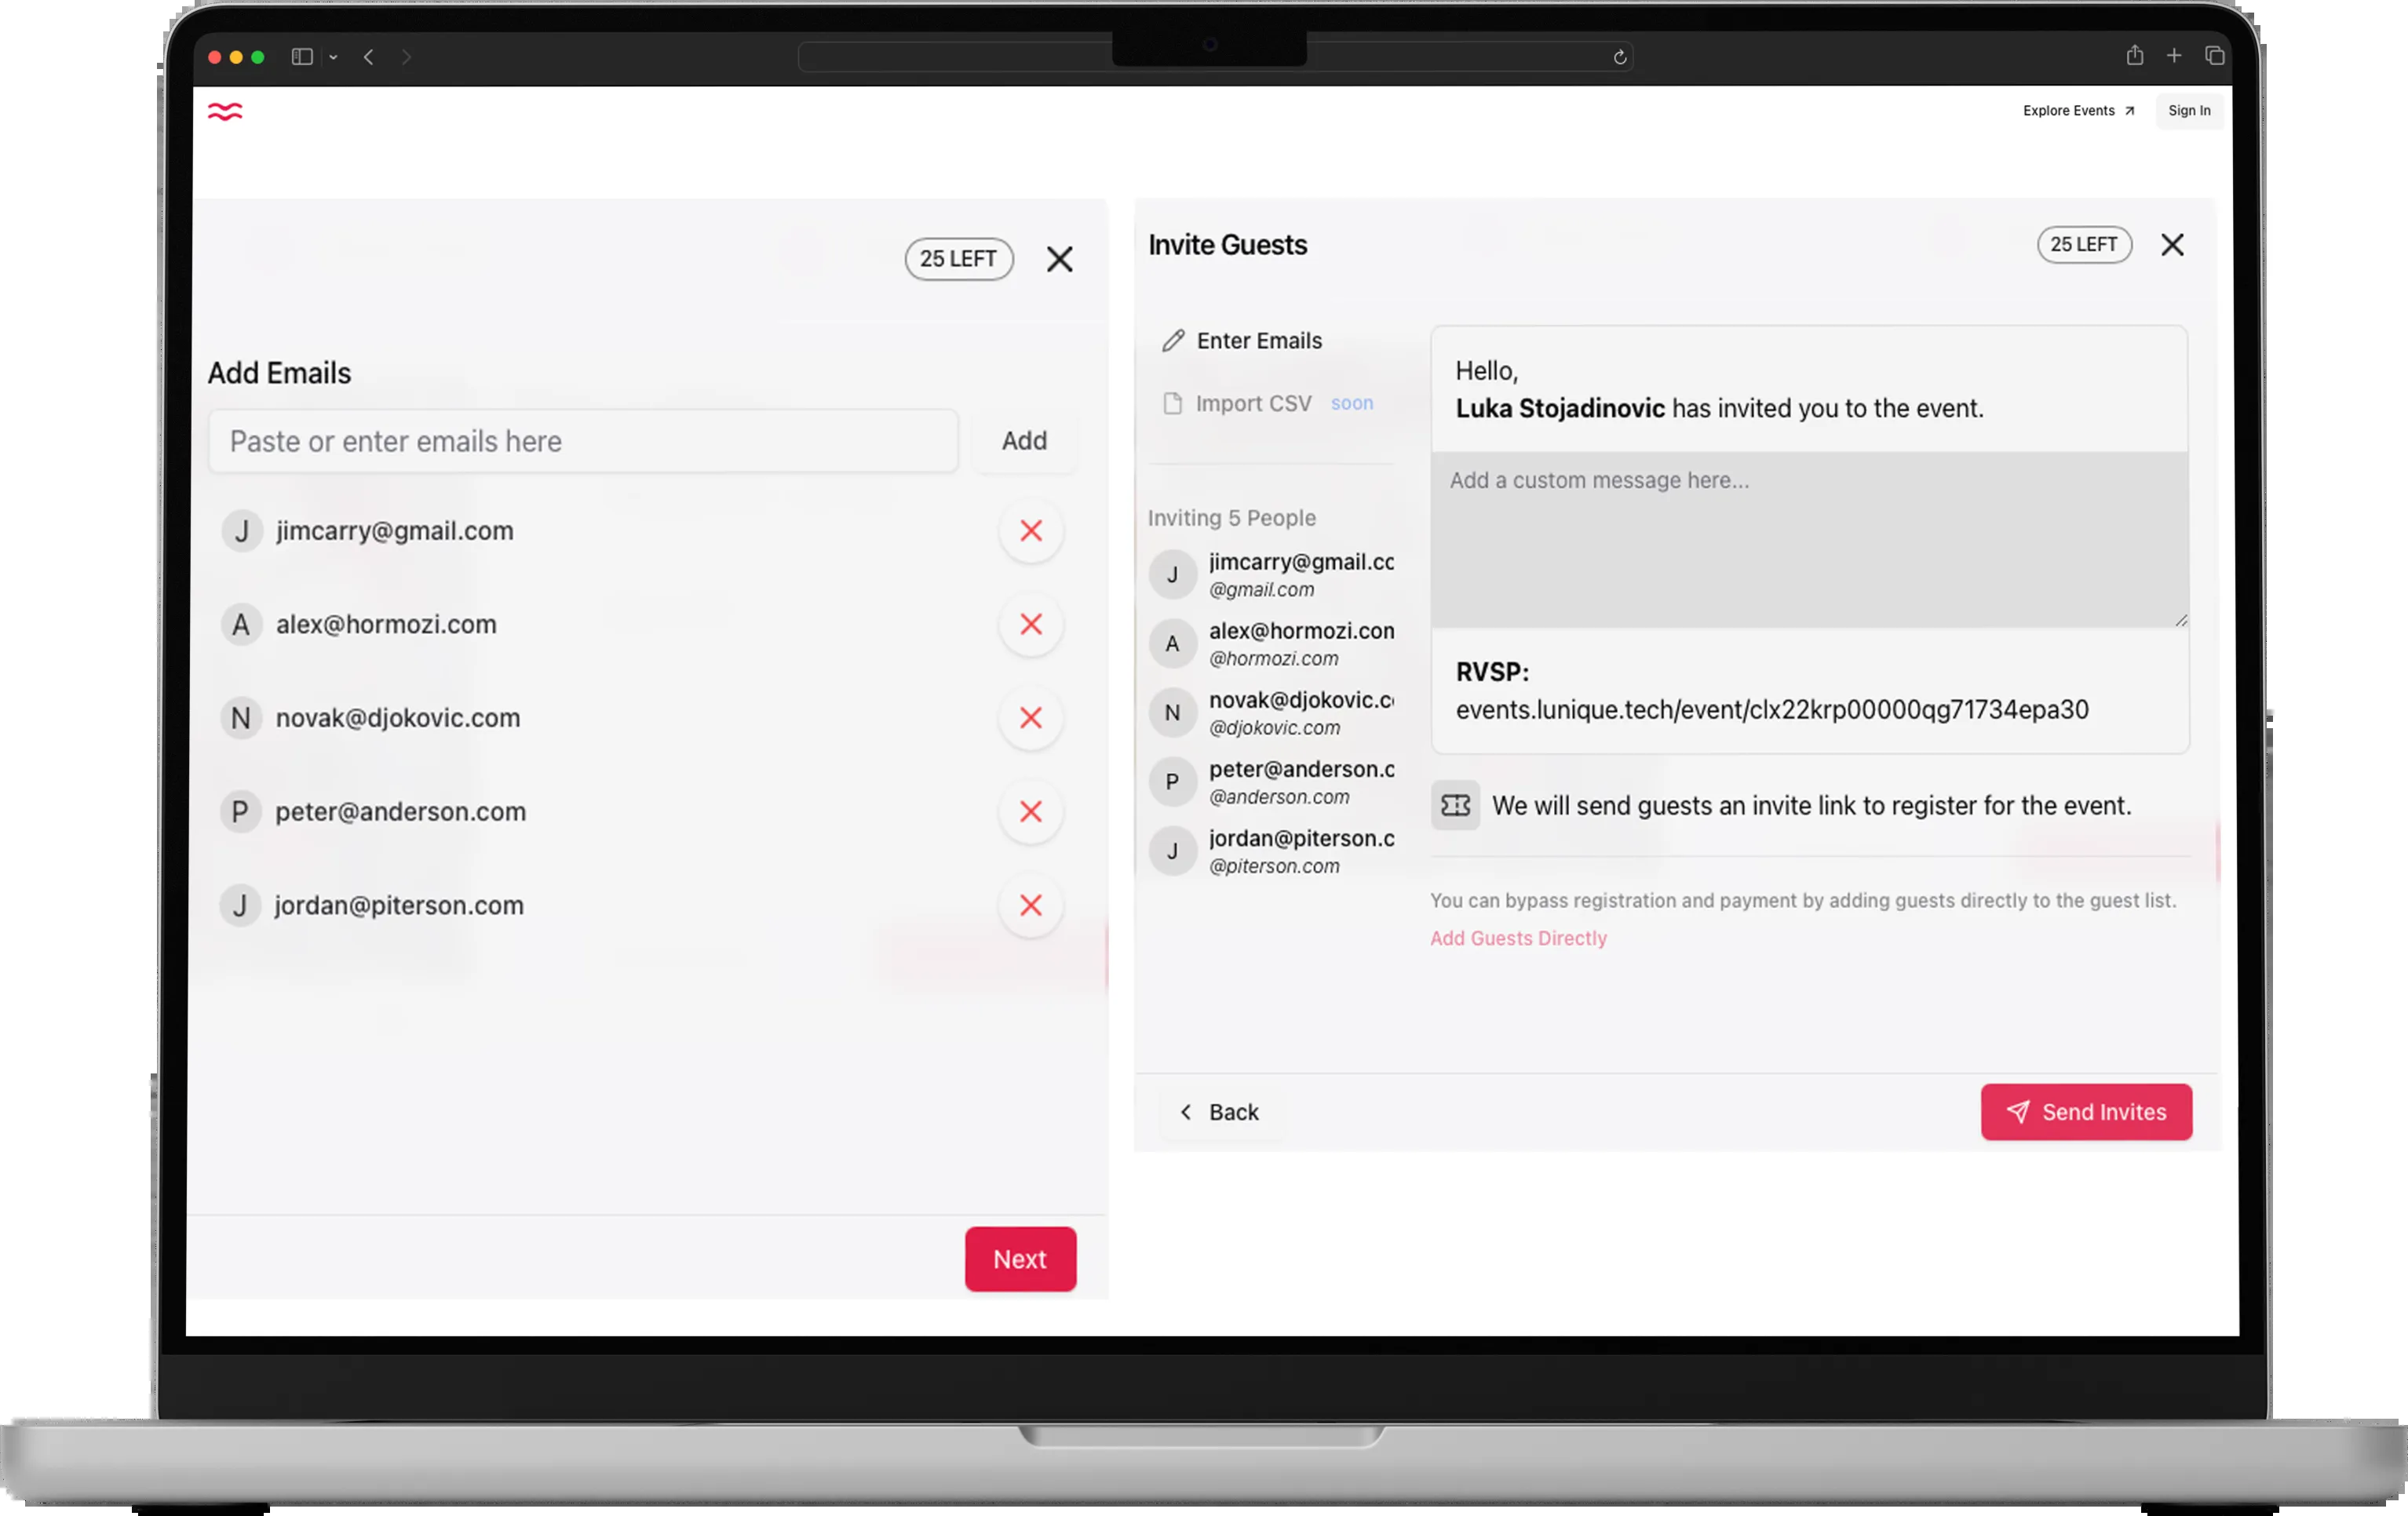 Explore Events
Sign In
25 LEFT
Add Emails
Paste or enter emails here
Add
J jimcarry@gmail.com
A alex@hormozi.com
N novak@djokovic.com
P peter@anderson.com
J jordan@piterson.com
Next
Invite Guests
25 LEFT
Enter Emails
Import CSV soon
Inviting 5 People
J
jimcarry@gmail.cc
@gmail.com
A
alex@hormozi.con
@hormozi.com
N
novak@djokovic.c
@djokovic.com
P
peter@anderson.c
@anderson.com
J
jordan@piterson.c
@piterson.com
Hello,
Luka Stojadinovic has invited you to the event.
Add a custom message here...
RVSP:
events.lunique.tech/event/clx22krp00000qg71734epa30
We will send guests an invite link to register for the event.
You can bypass registration and payment by adding guests directly to the guest list.
Add Guests Directly
Back
Send Invites